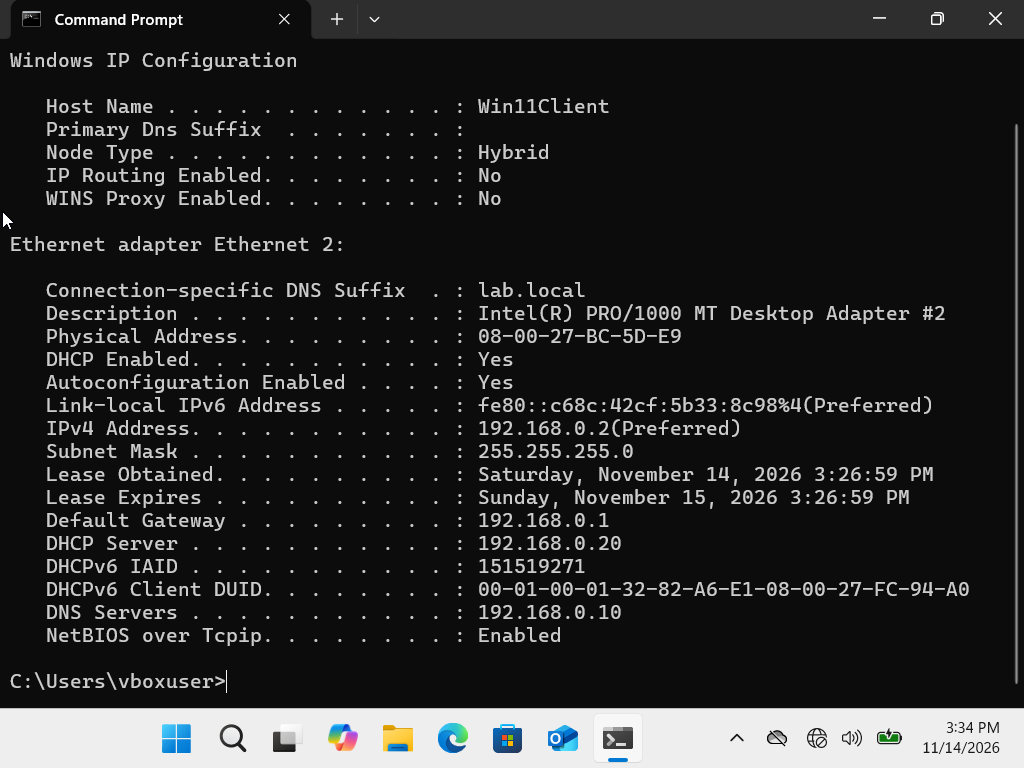 Command Prompt
Windows IP Configuration
Host Name . . . . . . . . . . . . : Win11Client
Primary Dns Suffix  . . . . . . . :
Node Type . . . . . . . . . . . . : Hybrid
IP Routing Enabled. . . . . . . . : No
WINS Proxy Enabled. . . . . . . . : No
Ethernet adapter Ethernet 2:
Connection-specific DNS Suffix  . : lab.local
Description . . . . . . . . . . . : Intel(R) PRO/1000 MT Desktop Adapter #2
Physical Address. . . . . . . . . : 08-00-27-BC-5D-E9
DHCP Enabled. . . . . . . . . . . : Yes
Autoconfiguration Enabled . . . . : Yes
Link-local IPv6 Address . . . . . : fe80::c68c:42cf:5b33:8c98%4(Preferred)
IPv4 Address. . . . . . . . . . . : 192.168.0.2(Preferred)
Subnet Mask . . . . . . . . . . . : 255.255.255.0
Lease Obtained. . . . . . . . . . : Saturday, November 14, 2026 3:26:59 PM
Lease Expires . . . . . . . . . . : Sunday, November 15, 2026 3:26:59 PM
Default Gateway . . . . . . . . . : 192.168.0.1
DHCP Server . . . . . . . . . . . : 192.168.0.20
DHCPv6 IAID . . . . . . . . . . . : 151519271
DHCPv6 Client DUID. . . . . . . . : 00-01-00-01-32-82-A6-E1-08-00-27-FC-94-A0
DNS Servers . . . . . . . . . . . : 192.168.0.10
NetBIOS over Tcpip. . . . . . . . : Enabled
C:\Users\vboxuser>
3:34 PM
11/14/2026